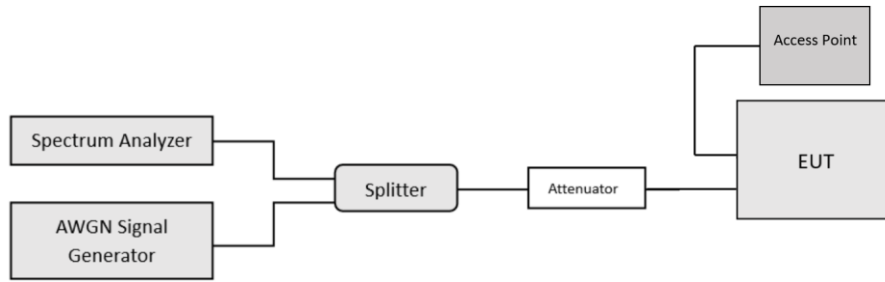 Access Point
Spectrum Analyzer
EUT
Splitter
Attenuator
AWGN Signal
Generator